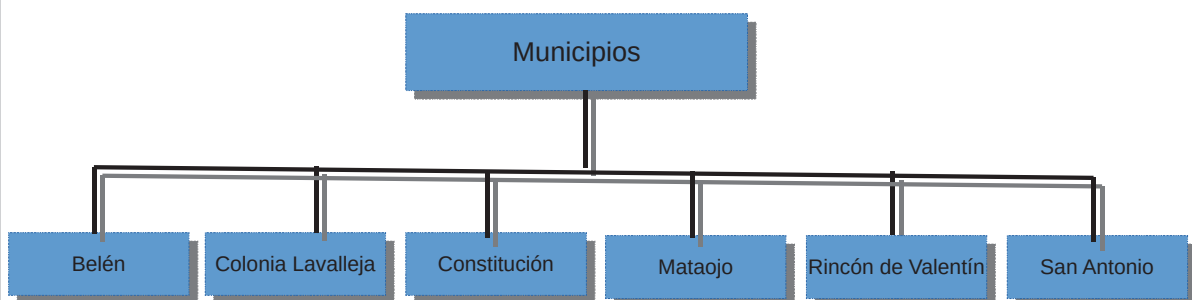 Municipios
Belén
Colonia Lavalleja
Constitución
Mataojo
Rincón de Valentín
San Antonio